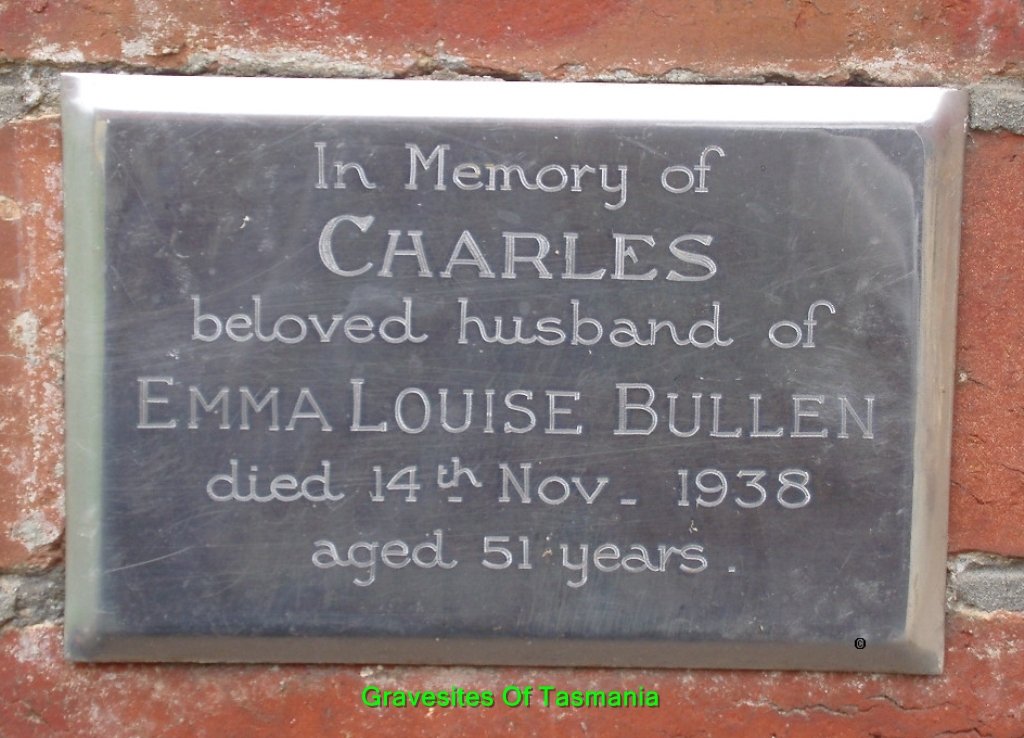 In Memory of
CHARLES
beloved husband of
EMMA LOUISE BULLEN
died 14th Nov. 1938
aged 51 years.
©
Gravesites Of Tasmania